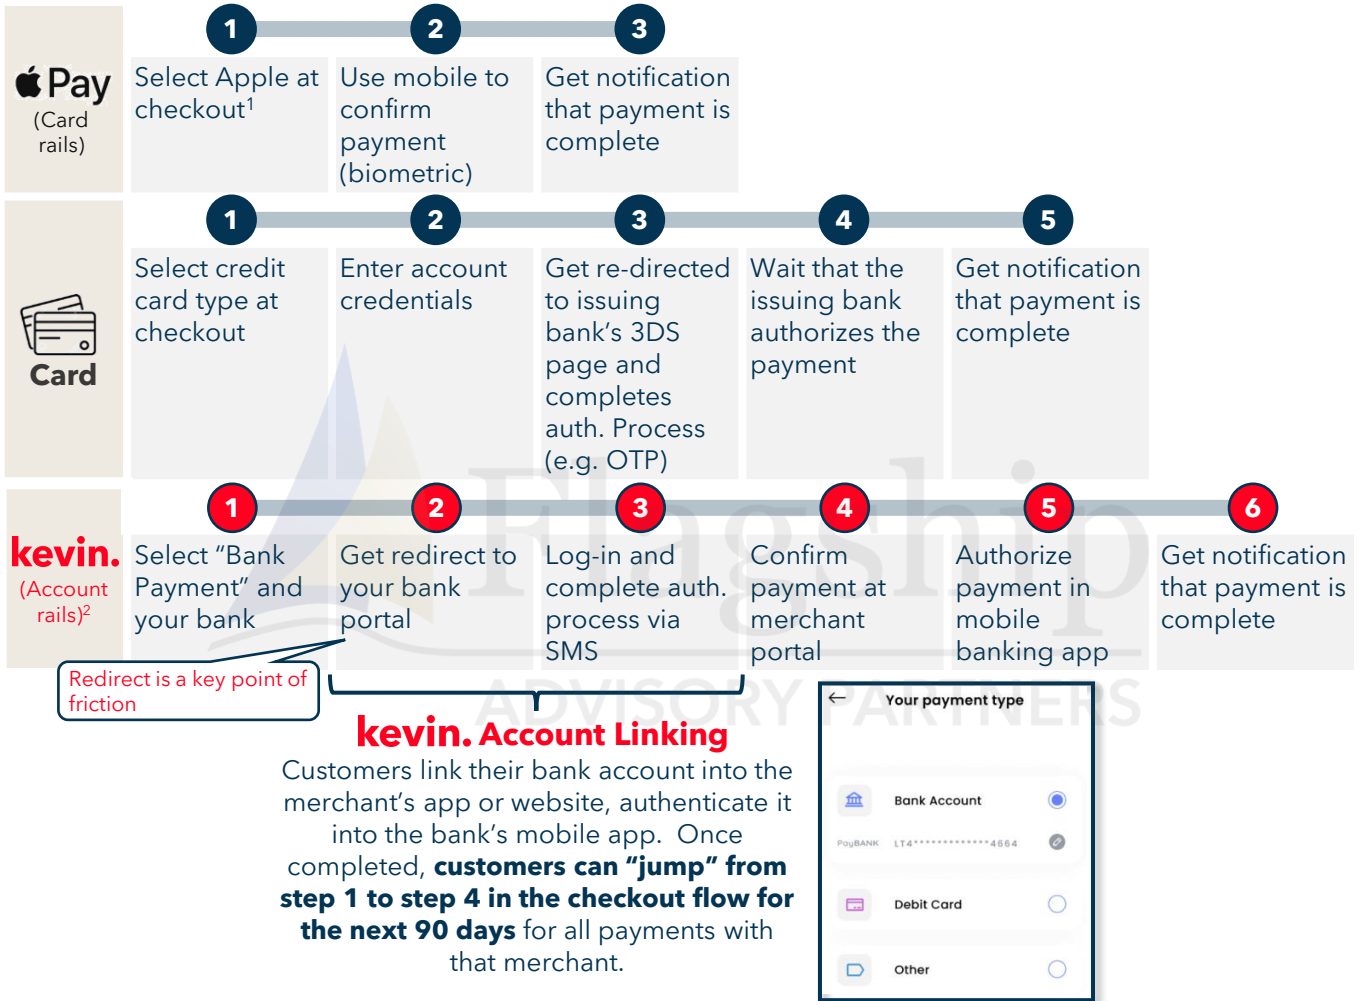 1
2
3
Pay
(Card
rails)
Select Apple at
checkout1
Use mobile to
confirm
payment
(biometric)
Get notification
that payment is
complete
1
2
3
4
5
Card
Select credit
card type at
checkout
Enter account
credentials
Get re-directed
to issuing
bank's 3DS
page and
completes
auth. Process
(e.g. OTP)
Wait that the
issuing bank
authorizes the
payment
Get notification
that payment is
complete
1
2
3
4
5
6
kevin.
(Account
rails)2
Select “Bank
Payment” and
your bank
Get redirect to
your bank
portal
Log-in and
complete auth.
process via
SMS
Confirm
payment at
merchant
portal
Authorize
payment in
mobile
banking app
Get notification
that payment is
complete
Redirect is a key point of
friction
Flagship
ADVISORY PARTNERS
kevin. Account Linking
Customers link their bank account into the
merchant's app or website, authenticate it
into the bank's mobile app. Once
completed, customers can “jump” from
step 1 to step 4 in the checkout flow for
the next 90 days for all payments with
that merchant.
Your payment type
Bank Account
PayBANK LT4*************4664
Debit Card
Other